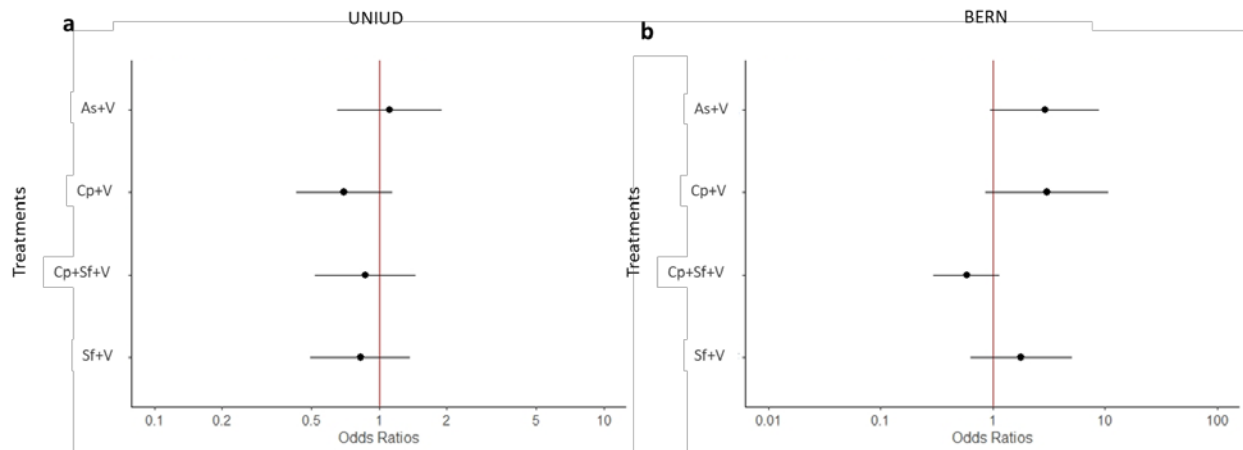 a
UNIUD
As+V
Cp+V
Cp+Sf+V
Sf+V
Treatments
0.1 0.2 0.5 1 2 5 10
Odds Ratios
b
BERN
As+V
Cp+V
Cp+Sf+V
Sf+V
Treatments
0.01 0.1 1 10 100
Odds Ratios